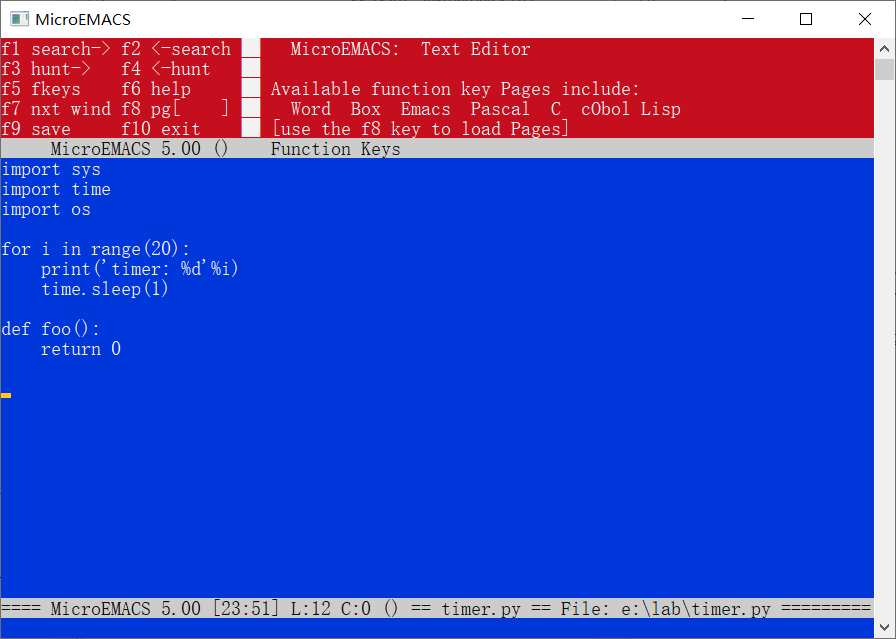 MicroEMACS
f1 search-> f2 <-search      MicroEMACS:  Text Editor
f3 hunt->   f4 <-hunt
f5 fkeys    f6 help        Available function key Pages include:
f7 nxt wind f8 pg[    ]      Word  Box  Emacs  Pascal  C  cObol Lisp
f9 save     f10 exit       [use the f8 key to load Pages]
     MicroEMACS 5.00 ()    Function Keys
import sys
import time
import os
for i in range(20):
    print('timer: %d'%i)
    time.sleep(1)
def foo():
    return 0
==== MicroEMACS 5.00 [23:51] L:12 C:0 () == timer.py == File: e:\lab\timer.py =========